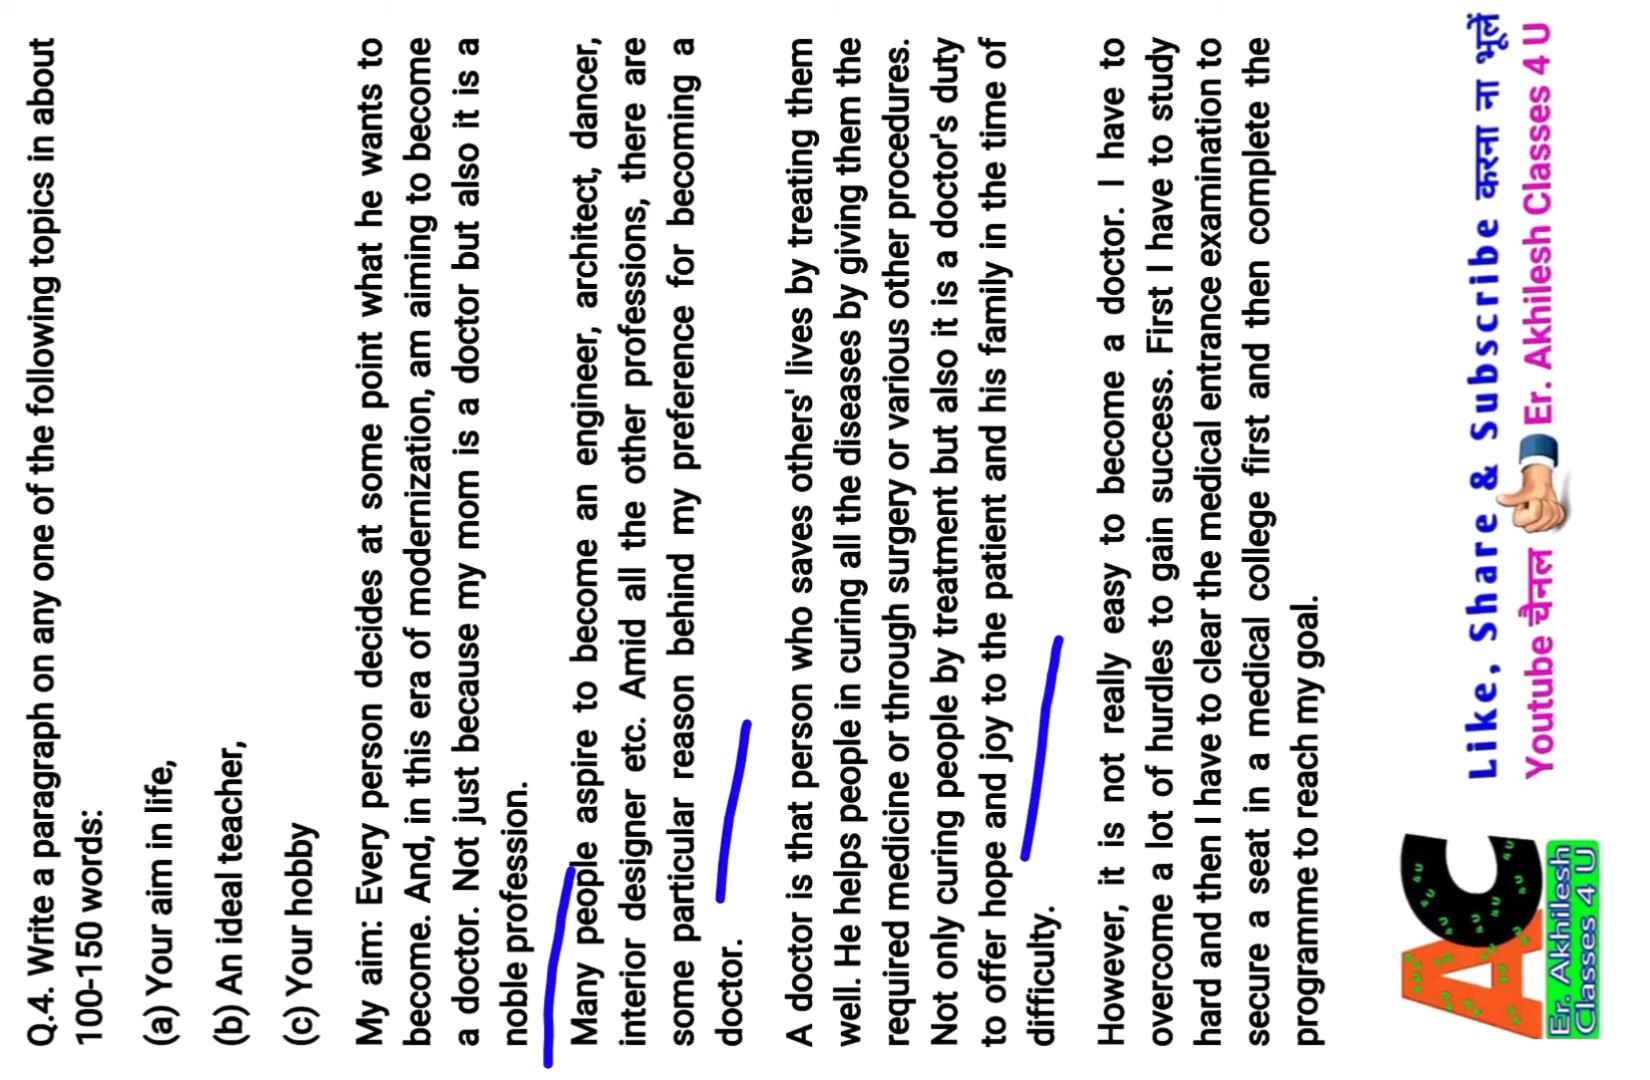 Q.4. Write a paragraph on any one of the following topics in about
100-150 words:
(a) Your aim in life,
(b) An ideal teacher,
(c) Your hobby
My aim: Every person decides at some point what he wants to
become. And, in this era of modernization, am aiming to become
a doctor. Not just because my mom is a doctor but also it is a
noble profession.
Many people aspire to become an engineer, architect, dancer,
interior designer etc. Amid all the other professions, there are
some particular reason behind my preference for becoming a
doctor.
A doctor is that person who saves others' lives by treating them
well. He helps people in curing all the diseases by giving them the
required medicine or through surgery or various other procedures.
Not only curing people by treatment but also it is a doctor's duty
to offer hope and joy to the patient and his family in the time of
difficulty.
However, it is not really easy to become a doctor. I have to
overcome a lot of hurdles to gain success. First I have to study
hard and then I have to clear the medical entrance examination to
secure a seat in a medical college first and then complete the
programme to reach my goal.
AC
4U 4U 4U 4U 4U 4U 4U 4U
Er. Akhilesh
Classes 4 U
Like, Share & Subscribe करना ना भूलें
Youtube चैनल Er. Akhilesh Classes 4 U